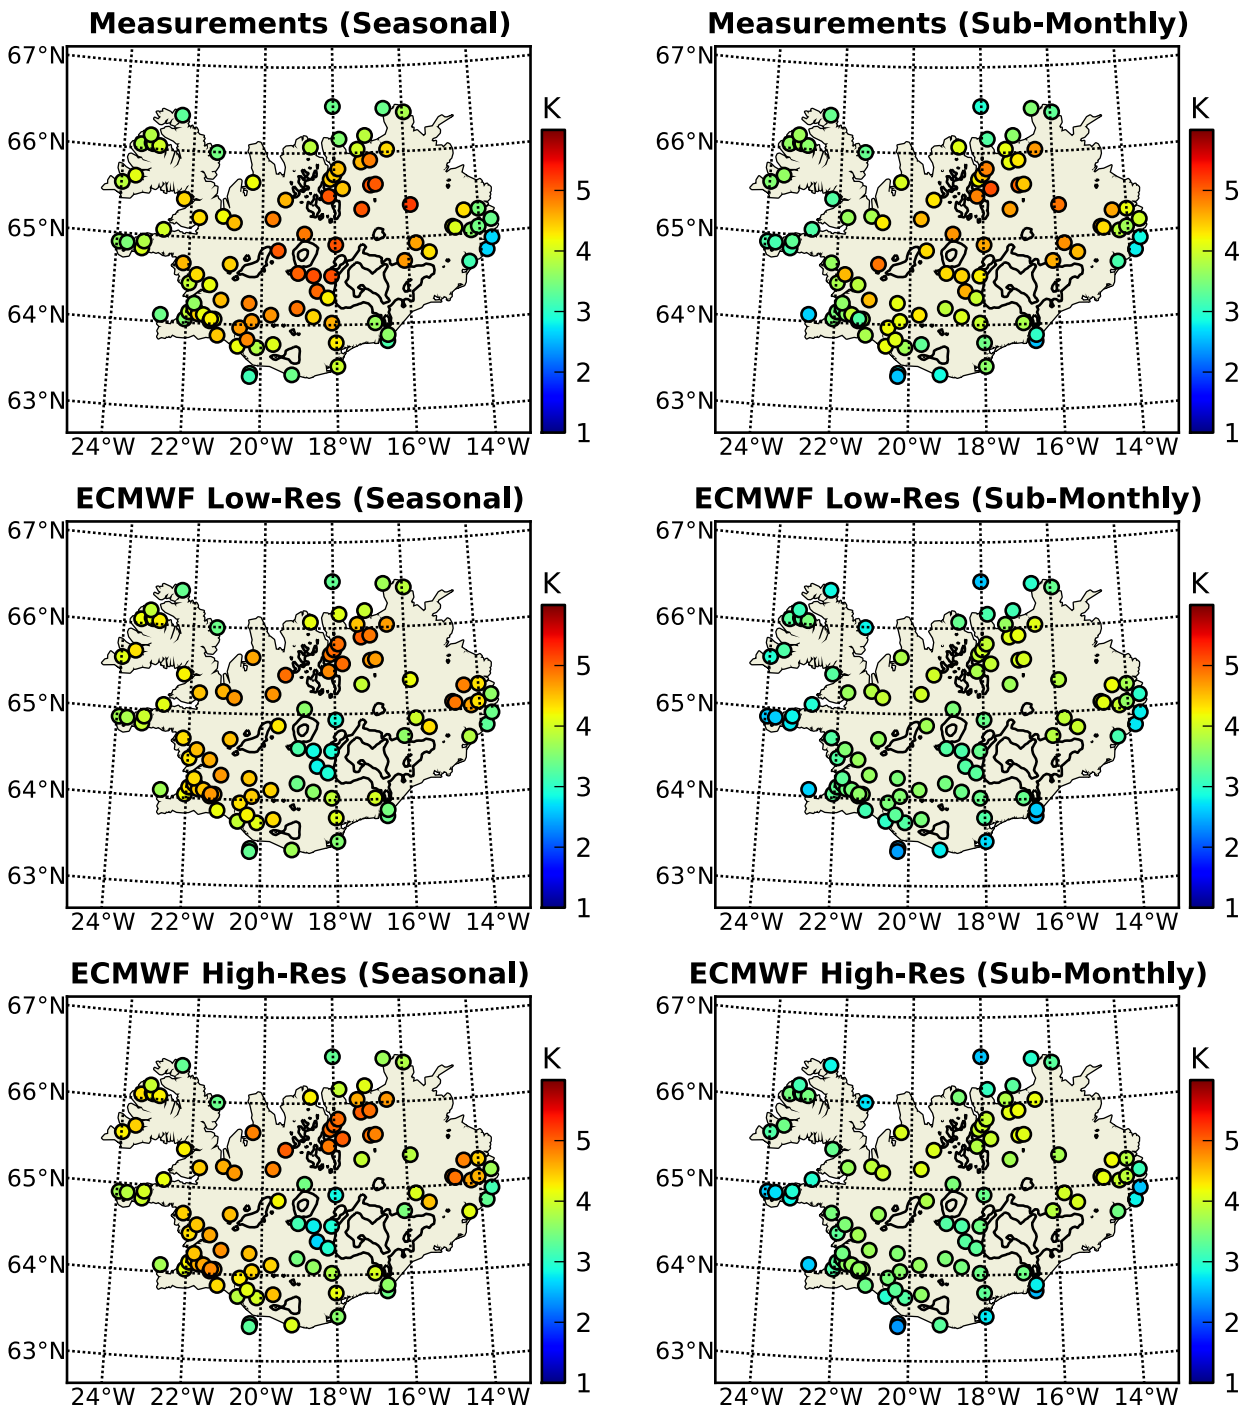 Measurements (Seasonal)
67°N
66°N
65°N
64°N
63°N
24°W 22°W 20°W 18°W 16°W 14°W
K
5
4
3
2
1
Measurements (Sub-Monthly)
67°N
66°N
65°N
64°N
63°N
24°W 22°W 20°W 18°W 16°W 14°W
K
5
4
3
2
1
ECMWF Low-Res (Seasonal)
67°N
66°N
65°N
64°N
63°N
24°W 22°W 20°W 18°W 16°W 14°W
K
5
4
3
2
1
ECMWF Low-Res (Sub-Monthly)
67°N
66°N
65°N
64°N
63°N
24°W 22°W 20°W 18°W 16°W 14°W
K
5
4
3
2
1
ECMWF High-Res (Seasonal)
67°N
66°N
65°N
64°N
63°N
24°W 22°W 20°W 18°W 16°W 14°W
K
5
4
3
2
1
ECMWF High-Res (Sub-Monthly)
67°N
66°N
65°N
64°N
63°N
24°W 22°W 20°W 18°W 16°W 14°W
K
5
4
3
2
1